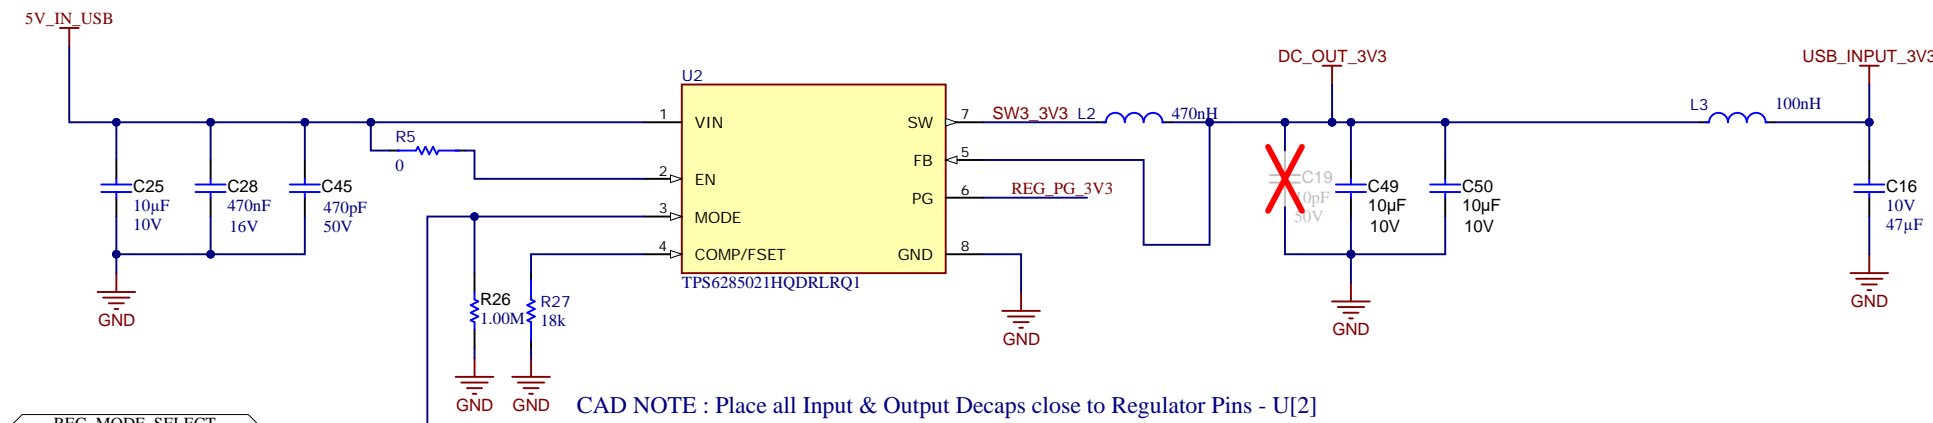 5V_IN_USB
DC_OUT_3V3
USB_INPUT_3V3
U2
L3
100nH
1
VIN
SW
7
SW3_3V3
L2
470nH
R5
0
FB
5
2
EN
C25
10µF
10V
C28
470nF
16V
C45
470pF
50V
PG
6
REG_PG_3V3
C19
50V
C49
10µF
10V
C50
10µF
10V
C16
10V
47µF
3
MODE
4
COMP/FSET
GND
8
TPS6285021HQDRLRQ1
R26
1.00M
R27
18k
GND
GND
GND
GND
GND
GND
CAD NOTE : Place all Input & Output Decaps close to Regulator Pins - U[2]
REG_MODE_SELECT